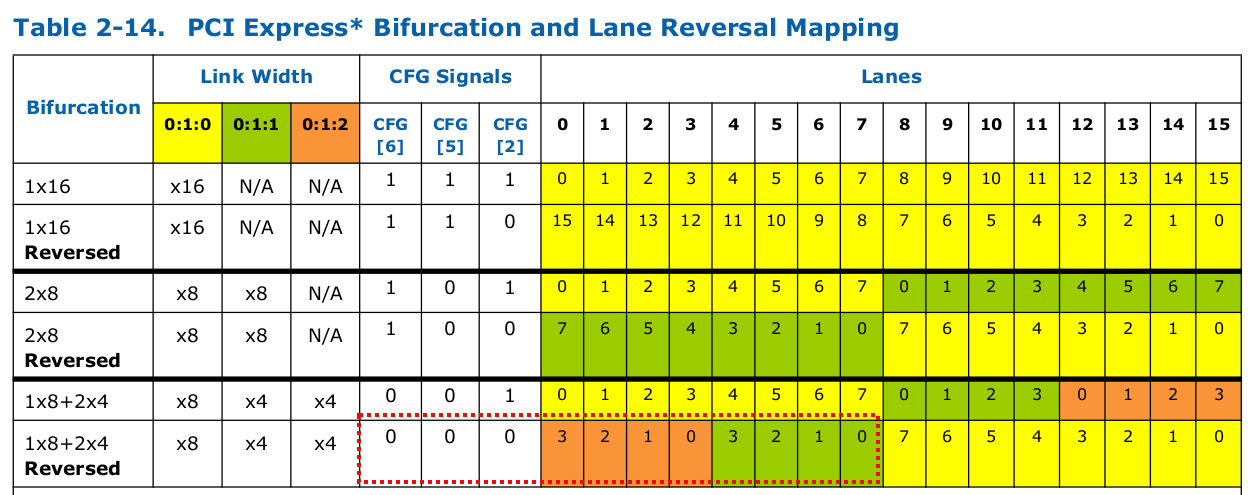 Table 2-14. PCI Express* Bifurcation and Lane Reversal Mapping
Bifurcation Link Width CFG Signals Lanes
0:1:0 0:1:1 0:1:2 CFG [6] CFG [5] CFG [2] 0 1 2 3 4 5 6 7 8 9 10 11 12 13 14 15
1x16 x16 N/A N/A 1 1 1 0 1 2 3 4 5 6 7 8 9 10 11 12 13 14 15
1x16 x16 N/A N/A 1 1 0 15 14 13 12 11 10 9 8 7 6 5 4 3 2 1 0
Reversed
2x8 x8 x8 N/A 1 0 1 0 1 2 3 4 5 6 7 0 1 2 3 4 5 6 7
2x8 x8 x8 N/A 1 0 0 7 6 5 4 3 2 1 0 7 6 5 4 3 2 1 0
Reversed
1x8+2x4 x8 x4 x4 0 0 1 0 1 2 3 4 5 6 7 0 1 2 3 0 1 2 3
1x8+2x4 x8 x4 x4 0 0 0 3 2 1 0 3 2 1 0 7 6 5 4 3 2 1 0
Reversed